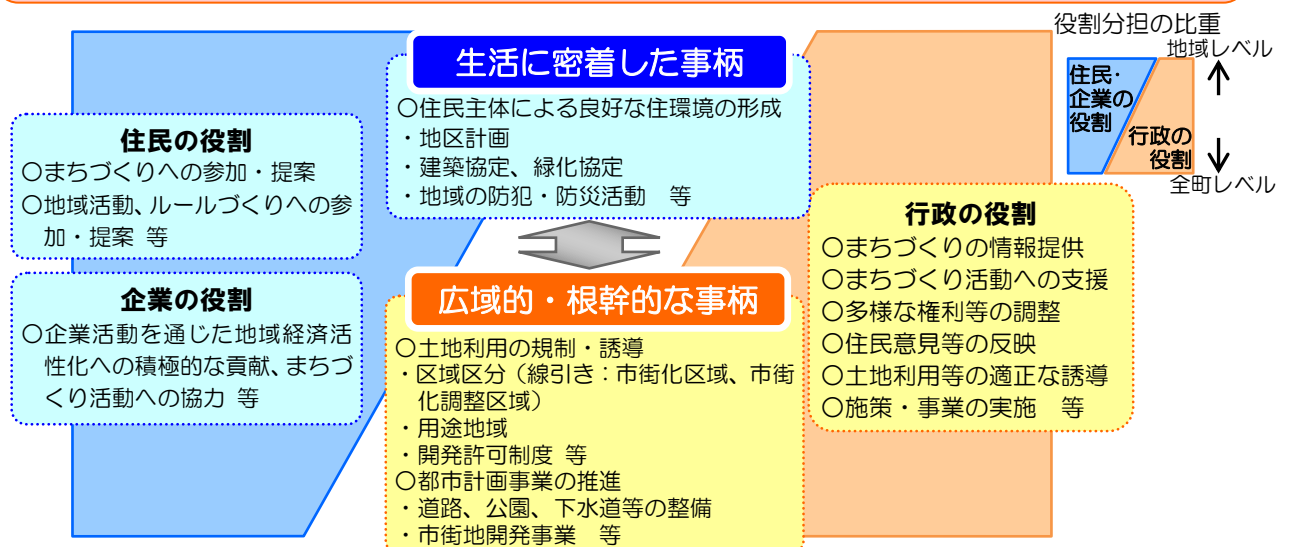 役割分担の比重
地域レベル
住民・
企業の
役割
行政の
役割
全町レベル
生活に密着した事柄
〇住民主体による良好な住環境の形成
・地区計画
・建築協定、緑化協定
・地域の防犯・防災活動　等
住民の役割
〇まちづくりへの参加・提案
〇地域活動、ルールづくりへの参
加・提案 等
企業の役割
〇企業活動を通じた地域経済活
性化への積極的な貢献、まちづ
くり活動への協力 等
広域的・根幹的な事柄
〇土地利用の規制・誘導
・区域区分（線引き：市街化区域、市街
化調整区域）
・用途地域
・開発許可制度 等
〇都市計画事業の推進
・道路、公園、下水道等の整備
・市街地開発事業　等
行政の役割
〇まちづくりの情報提供
〇まちづくり活動への支援
〇多様な権利等の調整
〇住民意見等の反映
〇土地利用等の適正な誘導
〇施策・事業の実施　等